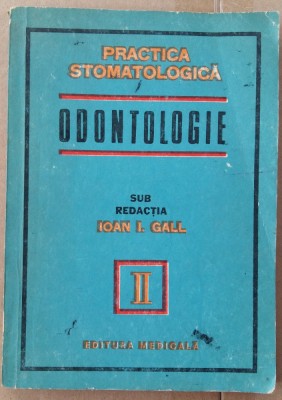 PRACTICA
STOMATOLOGICĂ
ODONTOLOGIE
SUB
REDACȚIA
IOAN I. GALL
II
EDITURA MEDICALĂ